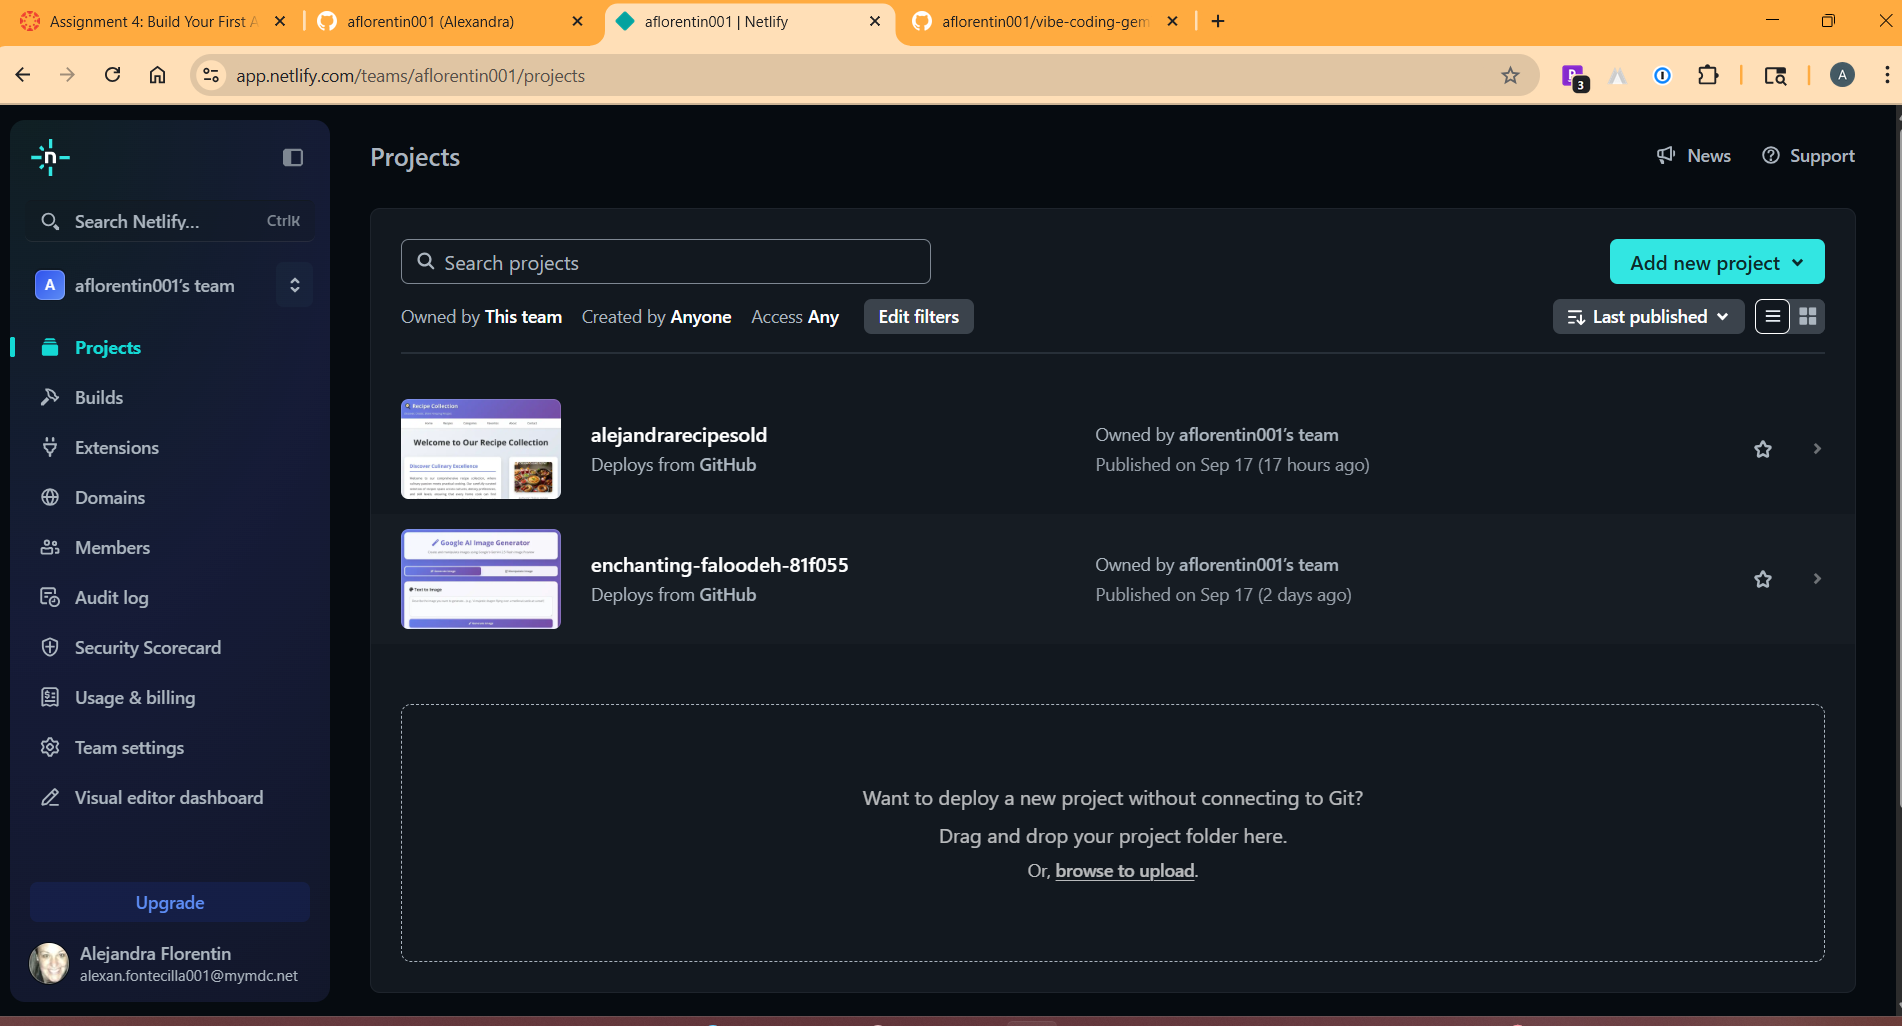 Assignment 4: Build Your First A
aflorentin001 (Alexandra)
aflorentin001 | Netlify
aflorentin001/vibe-coding-gem
app.netlify.com/teams/aflorentin001/projects
3
A
n
Search Netlify...
CtrlK
A
aflorentin001's team
Projects
Builds
Extensions
Domains
Members
Audit log
Security Scorecard
Usage & billing
Team settings
Visual editor dashboard
Upgrade
Alejandra Florentin
alexan.fontecilla001@mymdc.net
Projects
News
Support
Search projects
Add new project
Owned by This team
Created by Anyone
Access Any
Edit filters
Last published
Recipe Collection
Welcome to Our Recipe Collection
Discover Culinary Excellence
alejandrarecipesold
Deploys from GitHub
Owned by aflorentin001's team
Published on Sep 17 (17 hours ago)
Google AI Image Generator
Text to Image
enchanting-faloodeh-81f055
Deploys from GitHub
Owned by aflorentin001's team
Published on Sep 17 (2 days ago)
Want to deploy a new project without connecting to Git?
Drag and drop your project folder here.
Or, browse to upload.